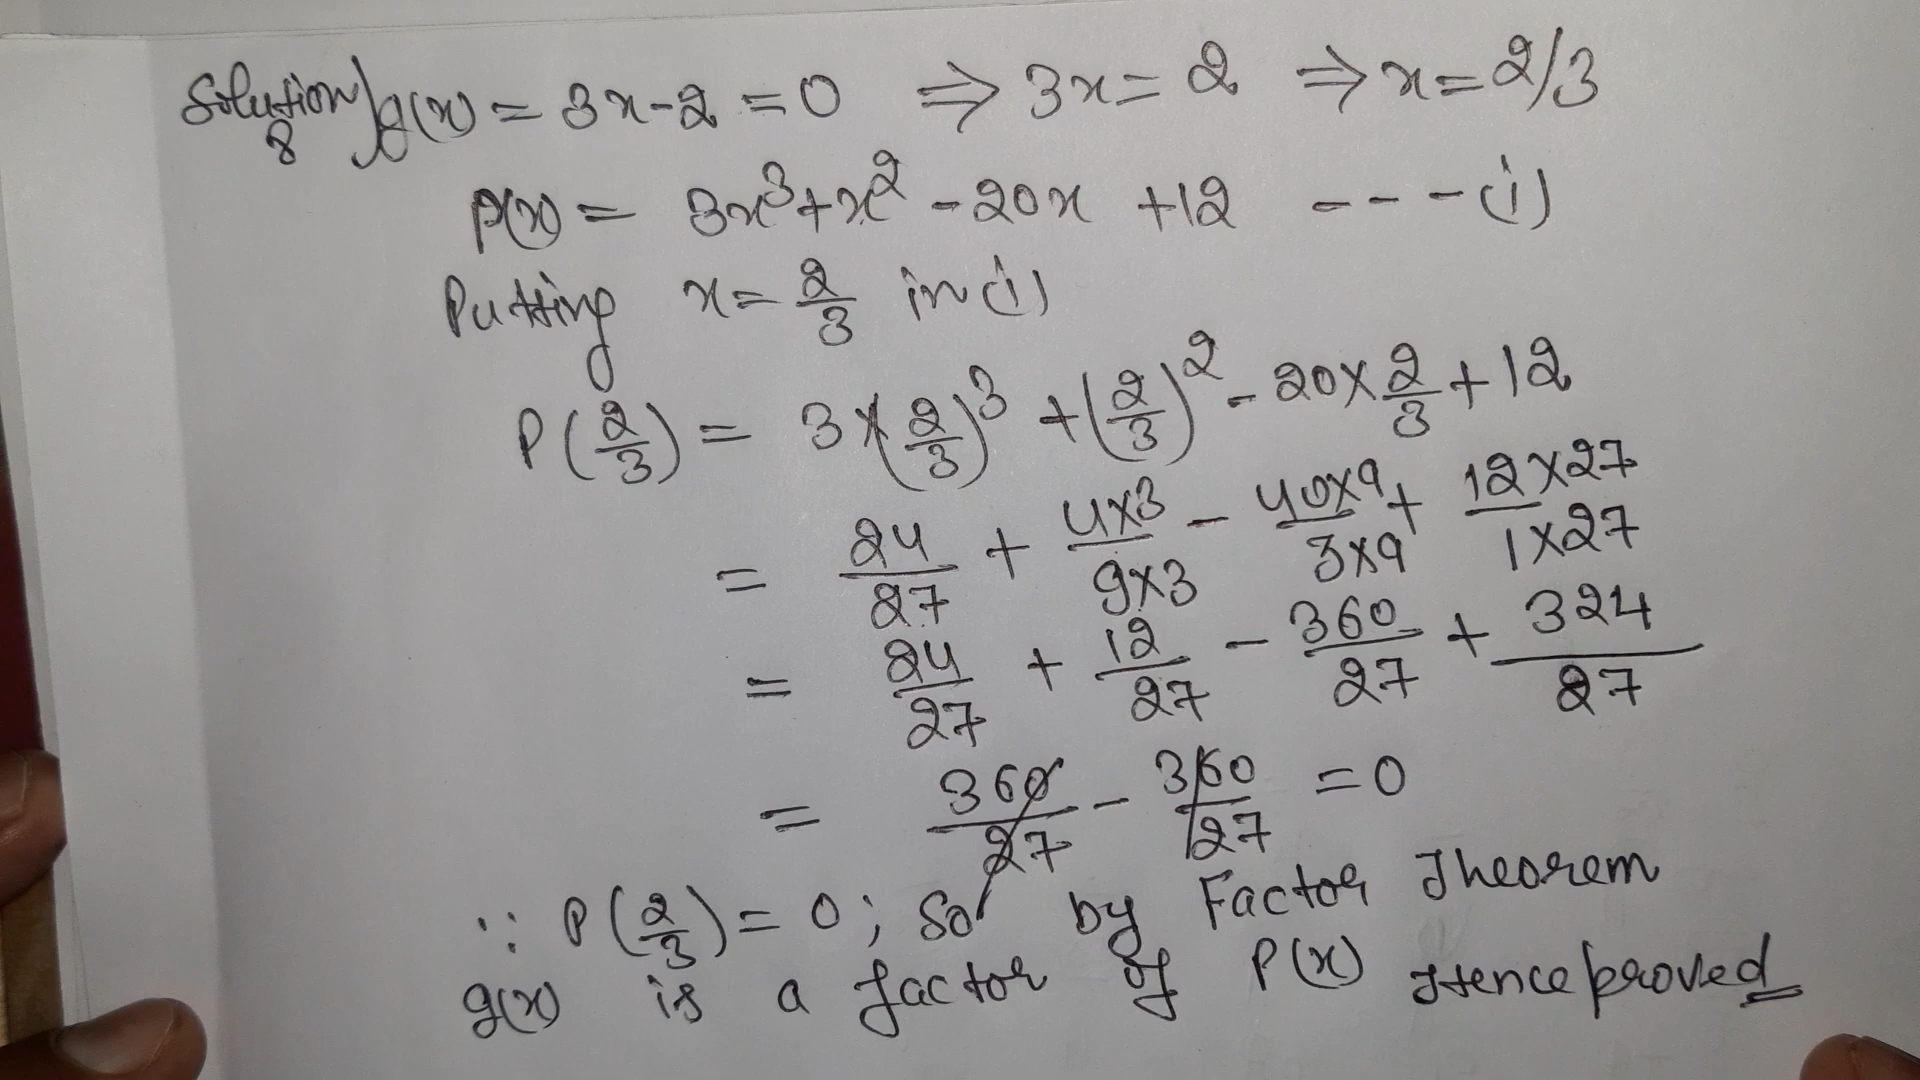 Solution 8) g(x) = 3x-2 = 0 ⇒ 3x = 2 ⇒ x = 2/3
P(x) = 3x³+x² - 20x + 12 ---- (i)
Putting x = 2/3 in (i)
P(2/3) = 3×(2/3)³ + (2/3)² - 20×2/3 + 12
= 24/27 + 4×3/9×3 - 40×9/3×9 + 12×27/1×27
= 24/27 + 12/27 - 360/27 + 324/27
= 360/27 - 360/27 = 0
∵ P(2/3) = 0; So by Factor Theorem
g(x) is a factor of P(x) Hence proved